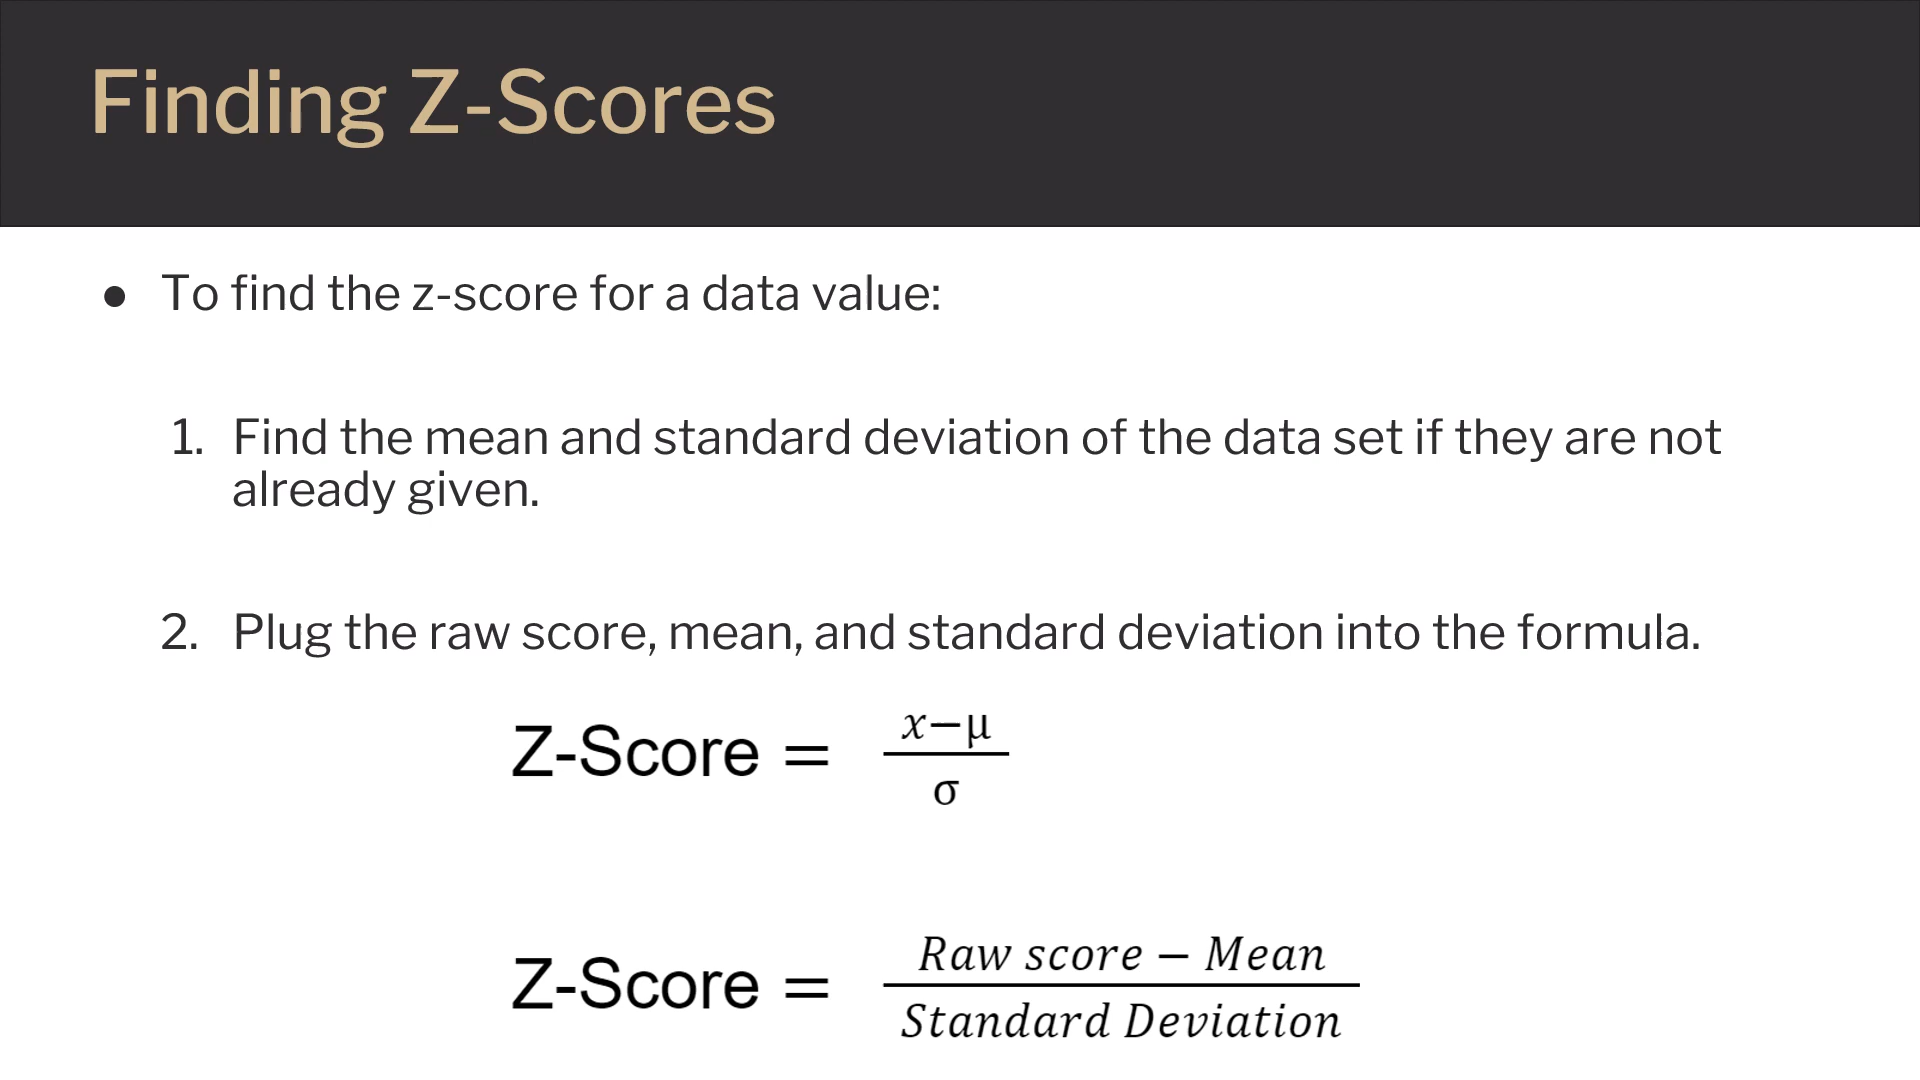 Finding Z-Scores
● To find the z-score for a data value:
1. Find the mean and standard deviation of the data set if they are not
already given.
2. Plug the raw score, mean, and standard deviation into the formula.
Z-Score = x−μ / σ
Z-Score = Raw score − Mean / Standard Deviation